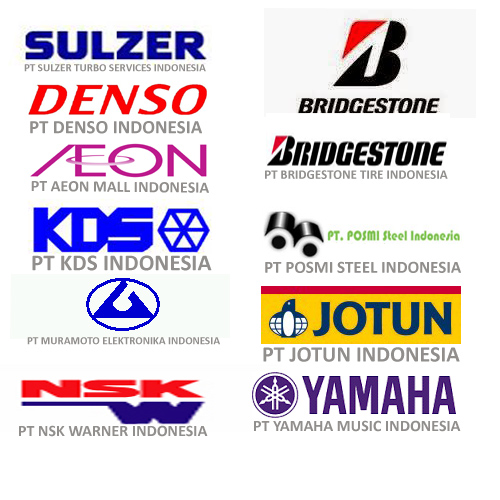 SULZER
PT SULZER TURBO SERVICES INDONESIA
DENSO
PT DENSO INDONESIA
ÆON
PT AEON MALL INDONESIA
KDS
PT KDS INDONESIA
PT MURAMOTO ELEKTRONIKA INDONESIA
NSK
W
PT NSK WARNER INDONESIA
B
BRIDGESTONE
BRIDGESTONE
PT BRIDGESTONE TIRE INDONESIA
PT. POSMI Steel Indonesia
PT POSMI STEEL INDONESIA
JOTUN
PT JOTUN INDONESIA
YAMAHA
PT YAMAHA MUSIC INDONESIA